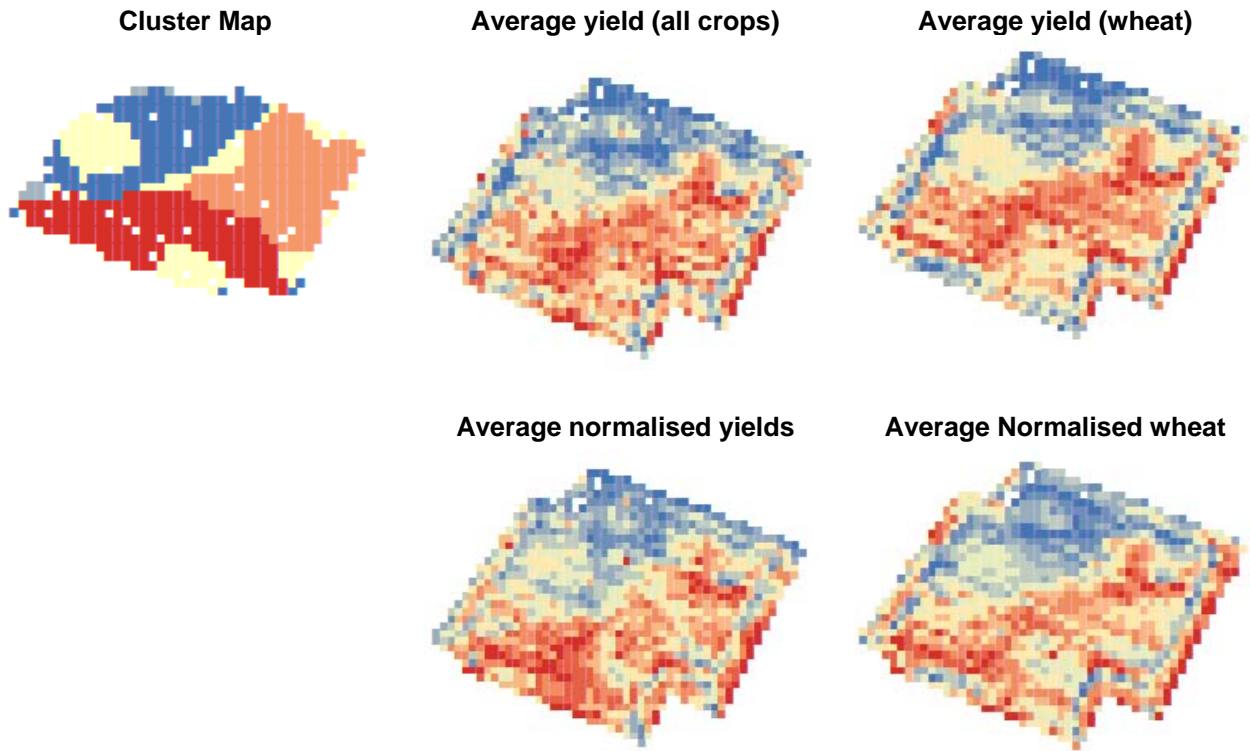 Cluster Map
Average yield (all crops)
Average yield (wheat)
Average normalised yields
Average Normalised wheat